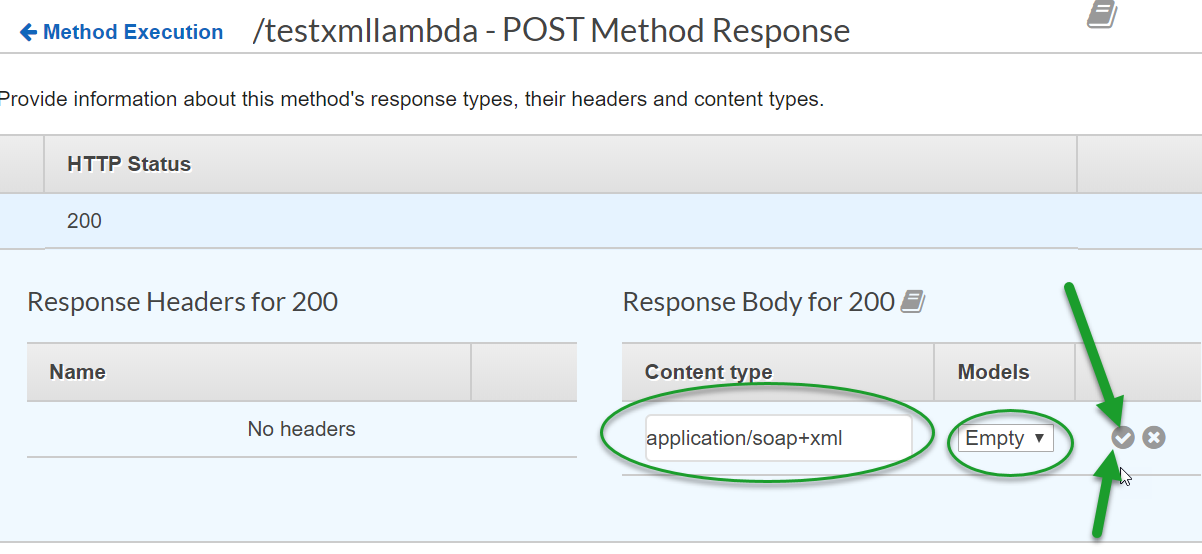 Method Execution /testxmllambda - POST Method Response
Provide information about this method's response types, their headers and content types.
HTTP Status
200
Response Headers for 200
Name
No headers
Response Body for 200
Content type Models
application/soap+xml Empty